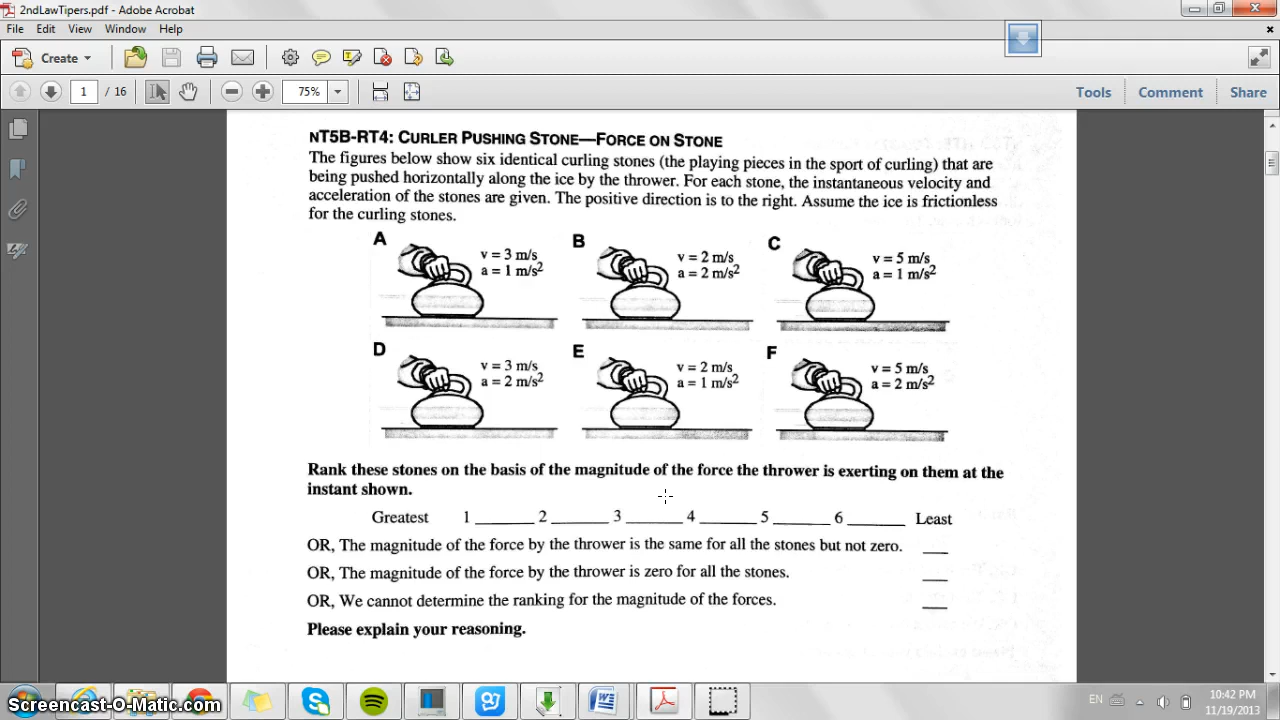 2ndLawTipers.pdf - Adobe Acrobat
File Edit View Window Help
Create
1 / 16 75% Tools Comment Share
NT5B-RT4: CURLER PUSHING STONE—FORCE ON STONE
The figures below show six identical curling stones (the playing pieces in the sport of curling) that are
being pushed horizontally along the ice by the thrower. For each stone, the instantaneous velocity and
acceleration of the stones are given. The positive direction is to the right. Assume the ice is frictionless
for the curling stones.
A
v = 3 m/s
a = 1 m/s²
B
v = 2 m/s
a = 2 m/s²
C
v = 5 m/s
a = 1 m/s²
D
v = 3 m/s
a = 2 m/s²
E
v = 2 m/s
a = 1 m/s²
F
v = 5 m/s
a = 2 m/s²
Rank these stones on the basis of the magnitude of the force the thrower is exerting on them at the
instant shown.
Greatest 1 ______ 2 ______ 3 ______ 4 ______ 5 ______ 6 ______ Least
OR, The magnitude of the force by the thrower is the same for all the stones but not zero. ___
OR, The magnitude of the force by the thrower is zero for all the stones. ___
OR, We cannot determine the ranking for the magnitude of the forces. ___
Please explain your reasoning.
Screencast-O-Matic.com
EN
10:42 PM
11/19/2013